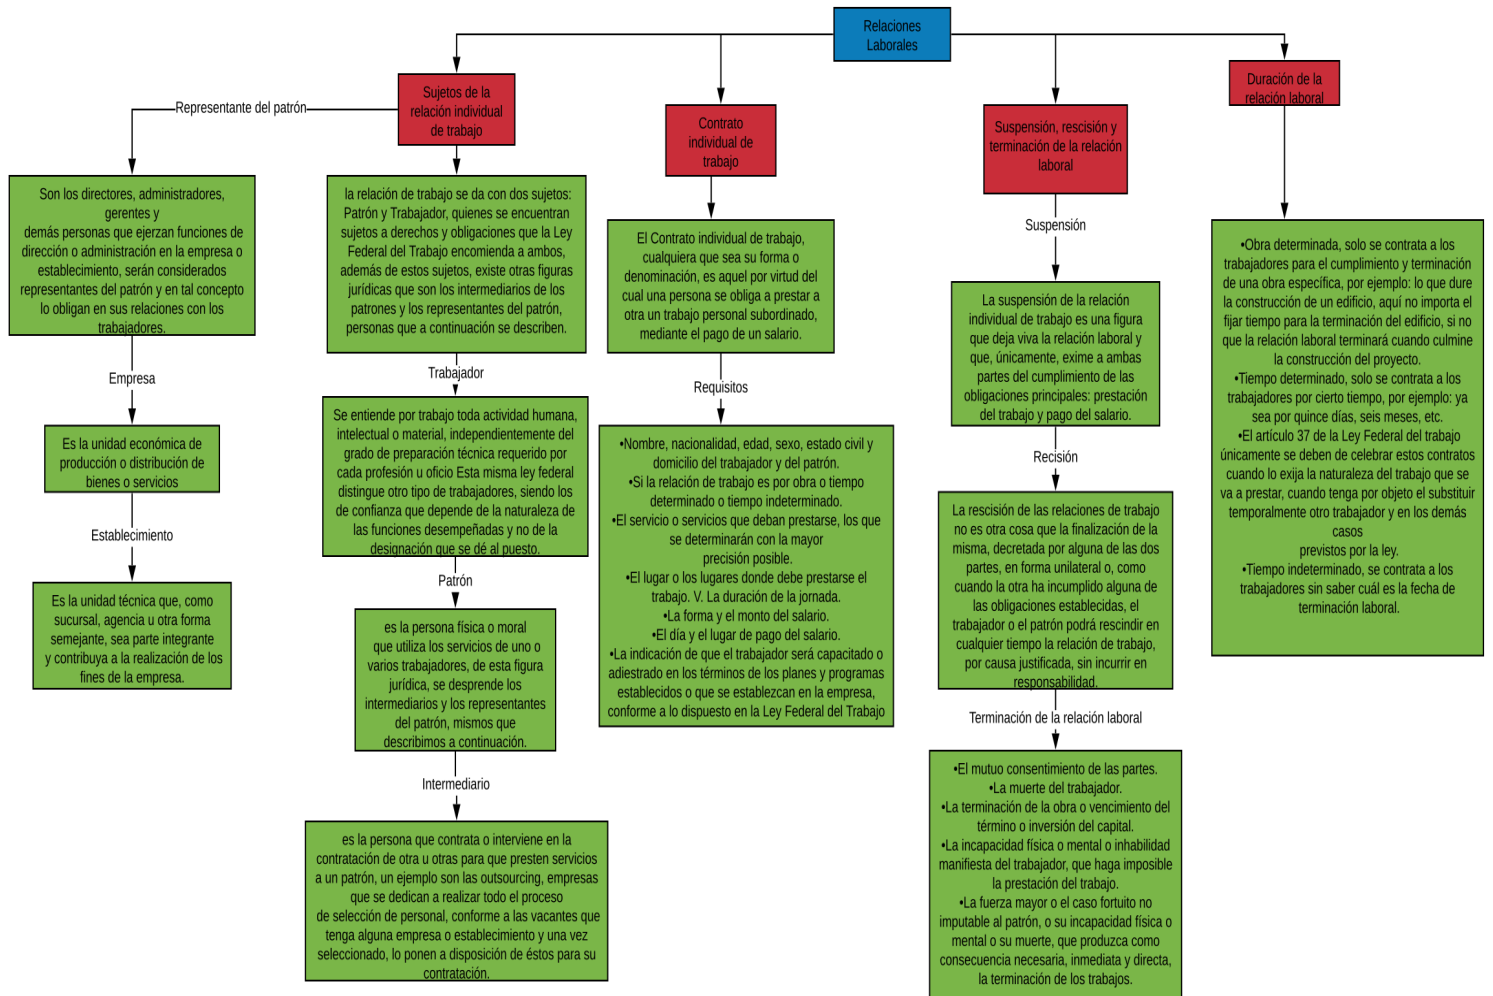 Relaciones
Laborales
Sujetos de la
relación individual
de trabajo
Representante del patrón
Son los directores, administradores,
gerentes y
demás personas que ejerzan funciones de
dirección o administración en la empresa o
establecimiento, serán considerados
representantes del patrón y en tal concepto
lo obligan en sus relaciones con los
trabajadores.
Empresa
Es la unidad económica de
producción o distribución de
bienes o servicios
Establecimiento
Es la unidad técnica que, como
sucursal, agencia u otra forma
semejante, sea parte integrante
y contribuya a la realización de los
fines de la empresa.
la relación de trabajo se da con dos sujetos:
Patrón y Trabajador, quienes se encuentran
sujetos a derechos y obligaciones que la Ley
Federal del Trabajo encomienda a ambos,
además de estos sujetos, existe otras figuras
jurídicas que son los intermediarios de los
patrones y los representantes del patrón,
personas que a continuación se describen.
Trabajador
Se entiende por trabajo toda actividad humana,
intelectual o material, independientemente del
grado de preparación técnica requerido por
cada profesión u oficio Esta misma ley federal
distingue otro tipo de trabajadores, siendo los
de confianza que depende de la naturaleza de
las funciones desempeñadas y no de la
designación que se dé al puesto.
Patrón
es la persona física o moral
que utiliza los servicios de uno o
varios trabajadores, de esta figura
jurídica, se desprende los
intermediarios y los representantes
del patrón, mismos que
describimos a continuación.
Intermediario
es la persona que contrata o interviene en la
contratación de otra u otras para que presten servicios
a un patrón, un ejemplo son las outsourcing, empresas
que se dedican a realizar todo el proceso
de selección de personal, conforme a las vacantes que
tenga alguna empresa o establecimiento y una vez
seleccionado, lo ponen a disposición de éstos para su
contratación.
Contrato
individual de
trabajo
El Contrato individual de trabajo,
cualquiera que sea su forma o
denominación, es aquel por virtud del
cual una persona se obliga a prestar a
otra un trabajo personal subordinado,
mediante el pago de un salario.
Requisitos
•Nombre, nacionalidad, edad, sexo, estado civil y
domicilio del trabajador y del patrón.
•Si la relación de trabajo es por obra o tiempo
determinado o tiempo indeterminado.
•El servicio o servicios que deban prestarse, los que
se determinarán con la mayor
precisión posible.
•El lugar o los lugares donde debe prestarse el
trabajo. V. La duración de la jornada.
•La forma y el monto del salario.
•El día y el lugar de pago del salario.
•La indicación de que el trabajador será capacitado o
adiestrado en los términos de los planes y programas
establecidos o que se establezcan en la empresa,
conforme a lo dispuesto en la Ley Federal del Trabajo
Suspensión, rescisión y
terminación de la relación
laboral
Suspensión
La suspensión de la relación
individual de trabajo es una figura
que deja viva la relación laboral y
que, únicamente, exime a ambas
partes del cumplimiento de las
obligaciones principales: prestación
del trabajo y pago del salario.
Recisión
La rescisión de las relaciones de trabajo
no es otra cosa que la finalización de la
misma, decretada por alguna de las dos
partes, en forma unilateral o, como
cuando la otra ha incumplido alguna de
las obligaciones establecidas, el
trabajador o el patrón podrá rescindir en
cualquier tiempo la relación de trabajo,
por causa justificada, sin incurrir en
responsabilidad.
Terminación de la relación laboral
•El mutuo consentimiento de las partes.
•La muerte del trabajador.
•La terminación de la obra o vencimiento del
término o inversión del capital.
•La incapacidad física o mental o inhabilidad
manifiesta del trabajador, que haga imposible
la prestación del trabajo.
•La fuerza mayor o el caso fortuito no
imputable al patrón, o su incapacidad física o
mental o su muerte, que produzca como
consecuencia necesaria, inmediata y directa,
la terminación de los trabajos.
Duración de la
relación laboral
•Obra determinada, solo se contrata a los
trabajadores para el cumplimiento y terminación
de una obra específica, por ejemplo: lo que dure
la construcción de un edificio, aquí no importa el
fijar tiempo para la terminación del edificio, si no
que la relación laboral terminará cuando culmine
la construcción del proyecto.
•Tiempo determinado, solo se contrata a los
trabajadores por cierto tiempo, por ejemplo: ya
sea por quince días, seis meses, etc.
•El artículo 37 de la Ley Federal del trabajo
únicamente se deben de celebrar estos contratos
cuando lo exija la naturaleza del trabajo que se
va a prestar, cuando tenga por objeto el substituir
temporalmente otro trabajador y en los demás
casos
previstos por la ley.
•Tiempo indeterminado, se contrata a los
trabajadores sin saber cuál es la fecha de
terminación laboral.